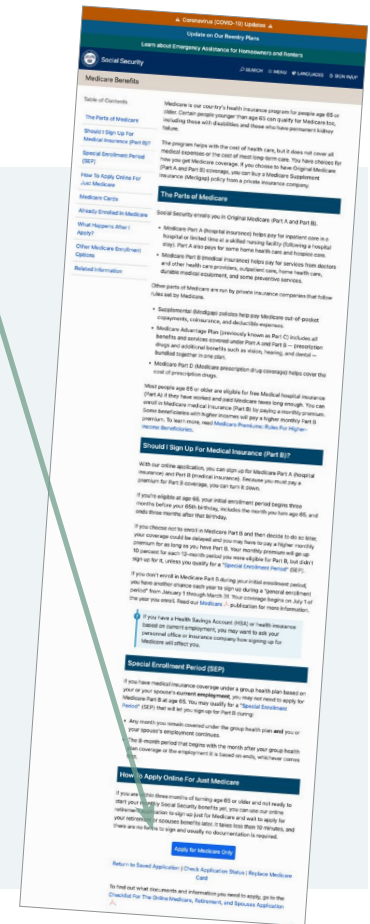 Coronavirus (COVID-19) Updates
Update on Our Reentry Plans
Learn about Emergency Assistance for Homeowners and Renters
Social Security
SEARCH MENU LANGUAGES SIGN IN/UP
Medicare Benefits
Table of Contents
The Parts of Medicare
Should I Sign Up For
Medical Insurance (Part B)?
Special Enrollment Period
(SEP)
How To Apply Online For
Just Medicare
Medicare Cards
Already Enrolled in Medicare
What Happens After I
Apply?
Other Medicare Enrollment
Options
Related Information
Medicare is our country's health insurance program for people age 65 or
older. Certain people younger than age 65 can qualify for Medicare too,
including those with disabilities and those who have permanent kidney
failure.
The program helps with the cost of health care, but it does not cover all
medical expenses or the cost of most long-term care. You have choices for
how you get Medicare coverage. If you choose to have Original Medicare
(Part A and Part B) coverage, you can buy a Medicare Supplement
Insurance (Medigap) policy from a private insurance company.
The Parts of Medicare
Social Security enrolls you in Original Medicare (Part A and Part B).
• Medicare Part A (hospital insurance) helps pay for inpatient care in a
hospital or limited time at a skilled nursing facility (following a hospital
stay). Part A also pays for some home health care and hospice care.
• Medicare Part B (medical insurance) helps pay for services from doctors
and other health care providers, outpatient care, home health care,
durable medical equipment, and some preventive services.
Other parts of Medicare are run by private insurance companies that follow
rules set by Medicare.
• Supplemental (Medigap) policies help pay Medicare out-of-pocket
copayments, coinsurance, and deductible expenses.
• Medicare Advantage Plan (previously known as Part C) includes all
benefits and services covered under Part A and Part B — prescription
drugs and additional benefits such as vision, hearing, and dental —
bundled together in one plan.
• Medicare Part D (Medicare prescription drug coverage) helps cover the
cost of prescription drugs.
Most people age 65 or older are eligible for free Medical hospital insurance
(Part A) if they have worked and paid Medicare taxes long enough. You can
enroll in Medicare medical insurance (Part B) by paying a monthly premium.
Some beneficiaries with higher incomes will pay a higher monthly Part B
premium. To learn more, read Medicare Premiums: Rules For Higher-
Income Beneficiaries.
Should I Sign Up For Medical Insurance (Part B)?
With our online application, you can sign up for Medicare Part A (hospital
insurance) and Part B (medical insurance). Because you must pay a
premium for Part B coverage, you can turn it down.
If you're eligible at age 65, your initial enrollment period begins three
months before your 65th birthday, includes the month you turn age 65, and
ends three months after that birthday.
If you choose not to enroll in Medicare Part B and then decide to do so later,
your coverage could be delayed and you may have to pay a higher monthly
premium for as long as you have Part B. Your monthly premium will go up
10 percent for each 12-month period you were eligible for Part B, but didn't
sign up for it, unless you qualify for a "Special Enrollment Period" (SEP).
If you don't enroll in Medicare Part B during your initial enrollment period,
you have another chance each year to sign up during a "general enrollment
period" from January 1 through March 31. Your coverage begins on July 1 of
the year you enroll. Read our Medicare publication for more information.
If you have a Health Savings Account (HSA) or health insurance
based on current employment, you may want to ask your
personnel office or insurance company how signing up for
Medicare will affect you.
Special Enrollment Period (SEP)
If you have medical insurance coverage under a group health plan based on
your or your spouse's current employment, you may not need to apply for
Medicare Part B at age 65. You may qualify for a "Special Enrollment
Period" (SEP) that will let you sign up for Part B during:
• Any month you remain covered under the group health plan and you or
your spouse's employment continues.
• The 8-month period that begins with the month after your group health
plan coverage or the employment it is based on ends, whichever comes
first.
How To Apply Online For Just Medicare
If you are within three months of turning age 65 or older and not ready to
start your monthly Social Security benefits yet, you can use our online
retirement application to sign up just for Medicare and wait to apply for
your retirement or spouses benefits later. It takes less than 10 minutes, and
there are no forms to sign and usually no documentation is required.
Apply for Medicare Only
Return to Saved Application | Check Application Status | Replace Medicare
Card
To find out what documents and information you need to apply, go to the
Checklist For The Online Medicare, Retirement, and Spouses Application